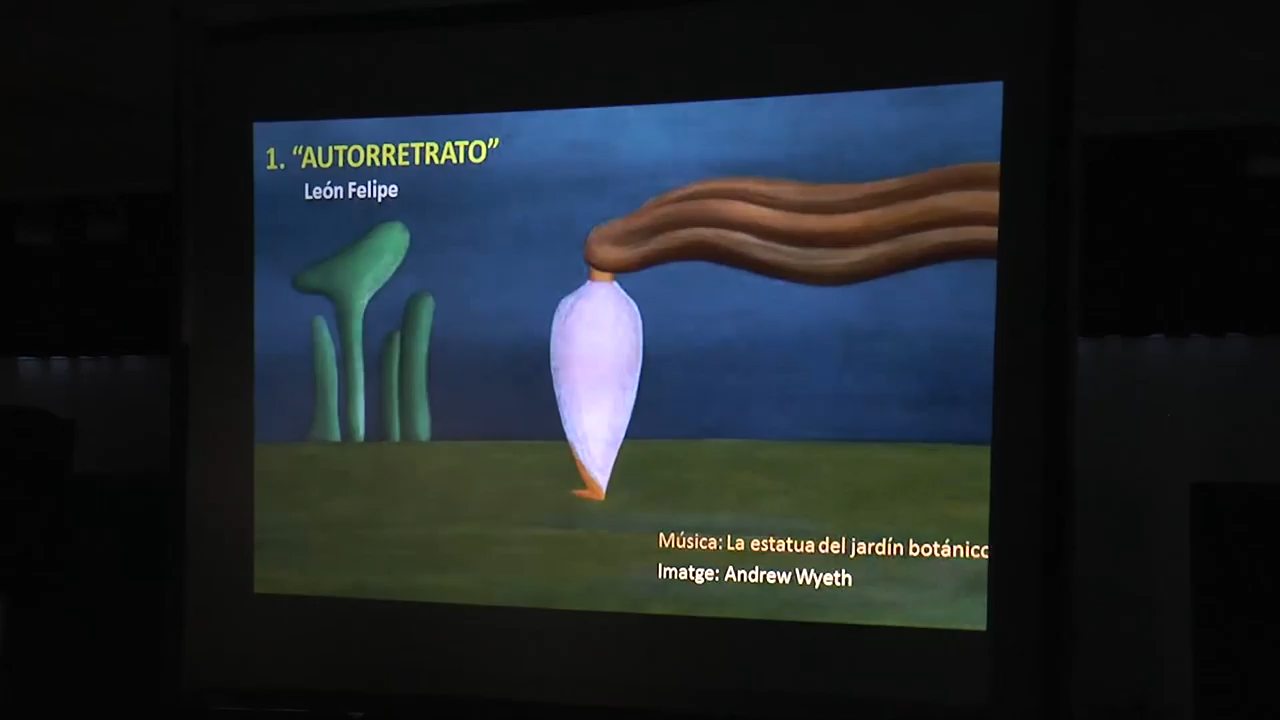 1. “AUTORRETRATO”
León Felipe
Música: La estatua del jardín botánico
Imatge: Andrew Wyeth